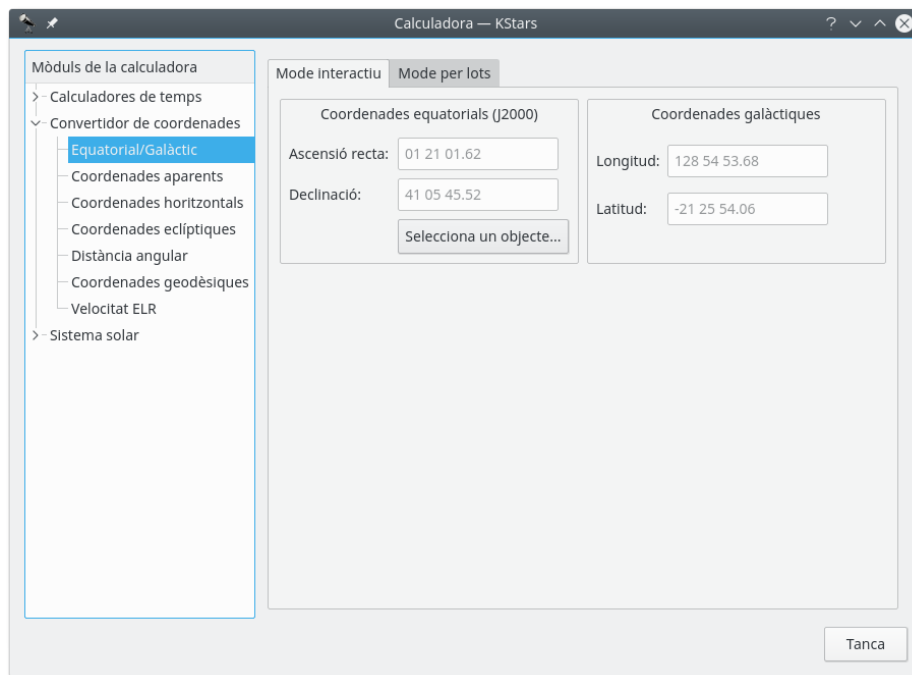 Calculadora — KStars
Mòduls de la calculadora
Calculadores de temps
Convertidor de coordenades
Equatorial/Galàctic
Coordenades aparents
Coordenades horitzontals
Coordenades eclíptiques
Distància angular
Coordenades geodèsiques
Velocitat ELR
Sistema solar
Mode interactiu
Mode per lots
Coordenades equatorials (J2000)
Ascensió recta: 01 21 01.62
Declinació: 41 05 45.52
Selecciona un objecte...
Coordenades galàctiques
Longitud: 128 54 53.68
Latitud: -21 25 54.06
Tanca